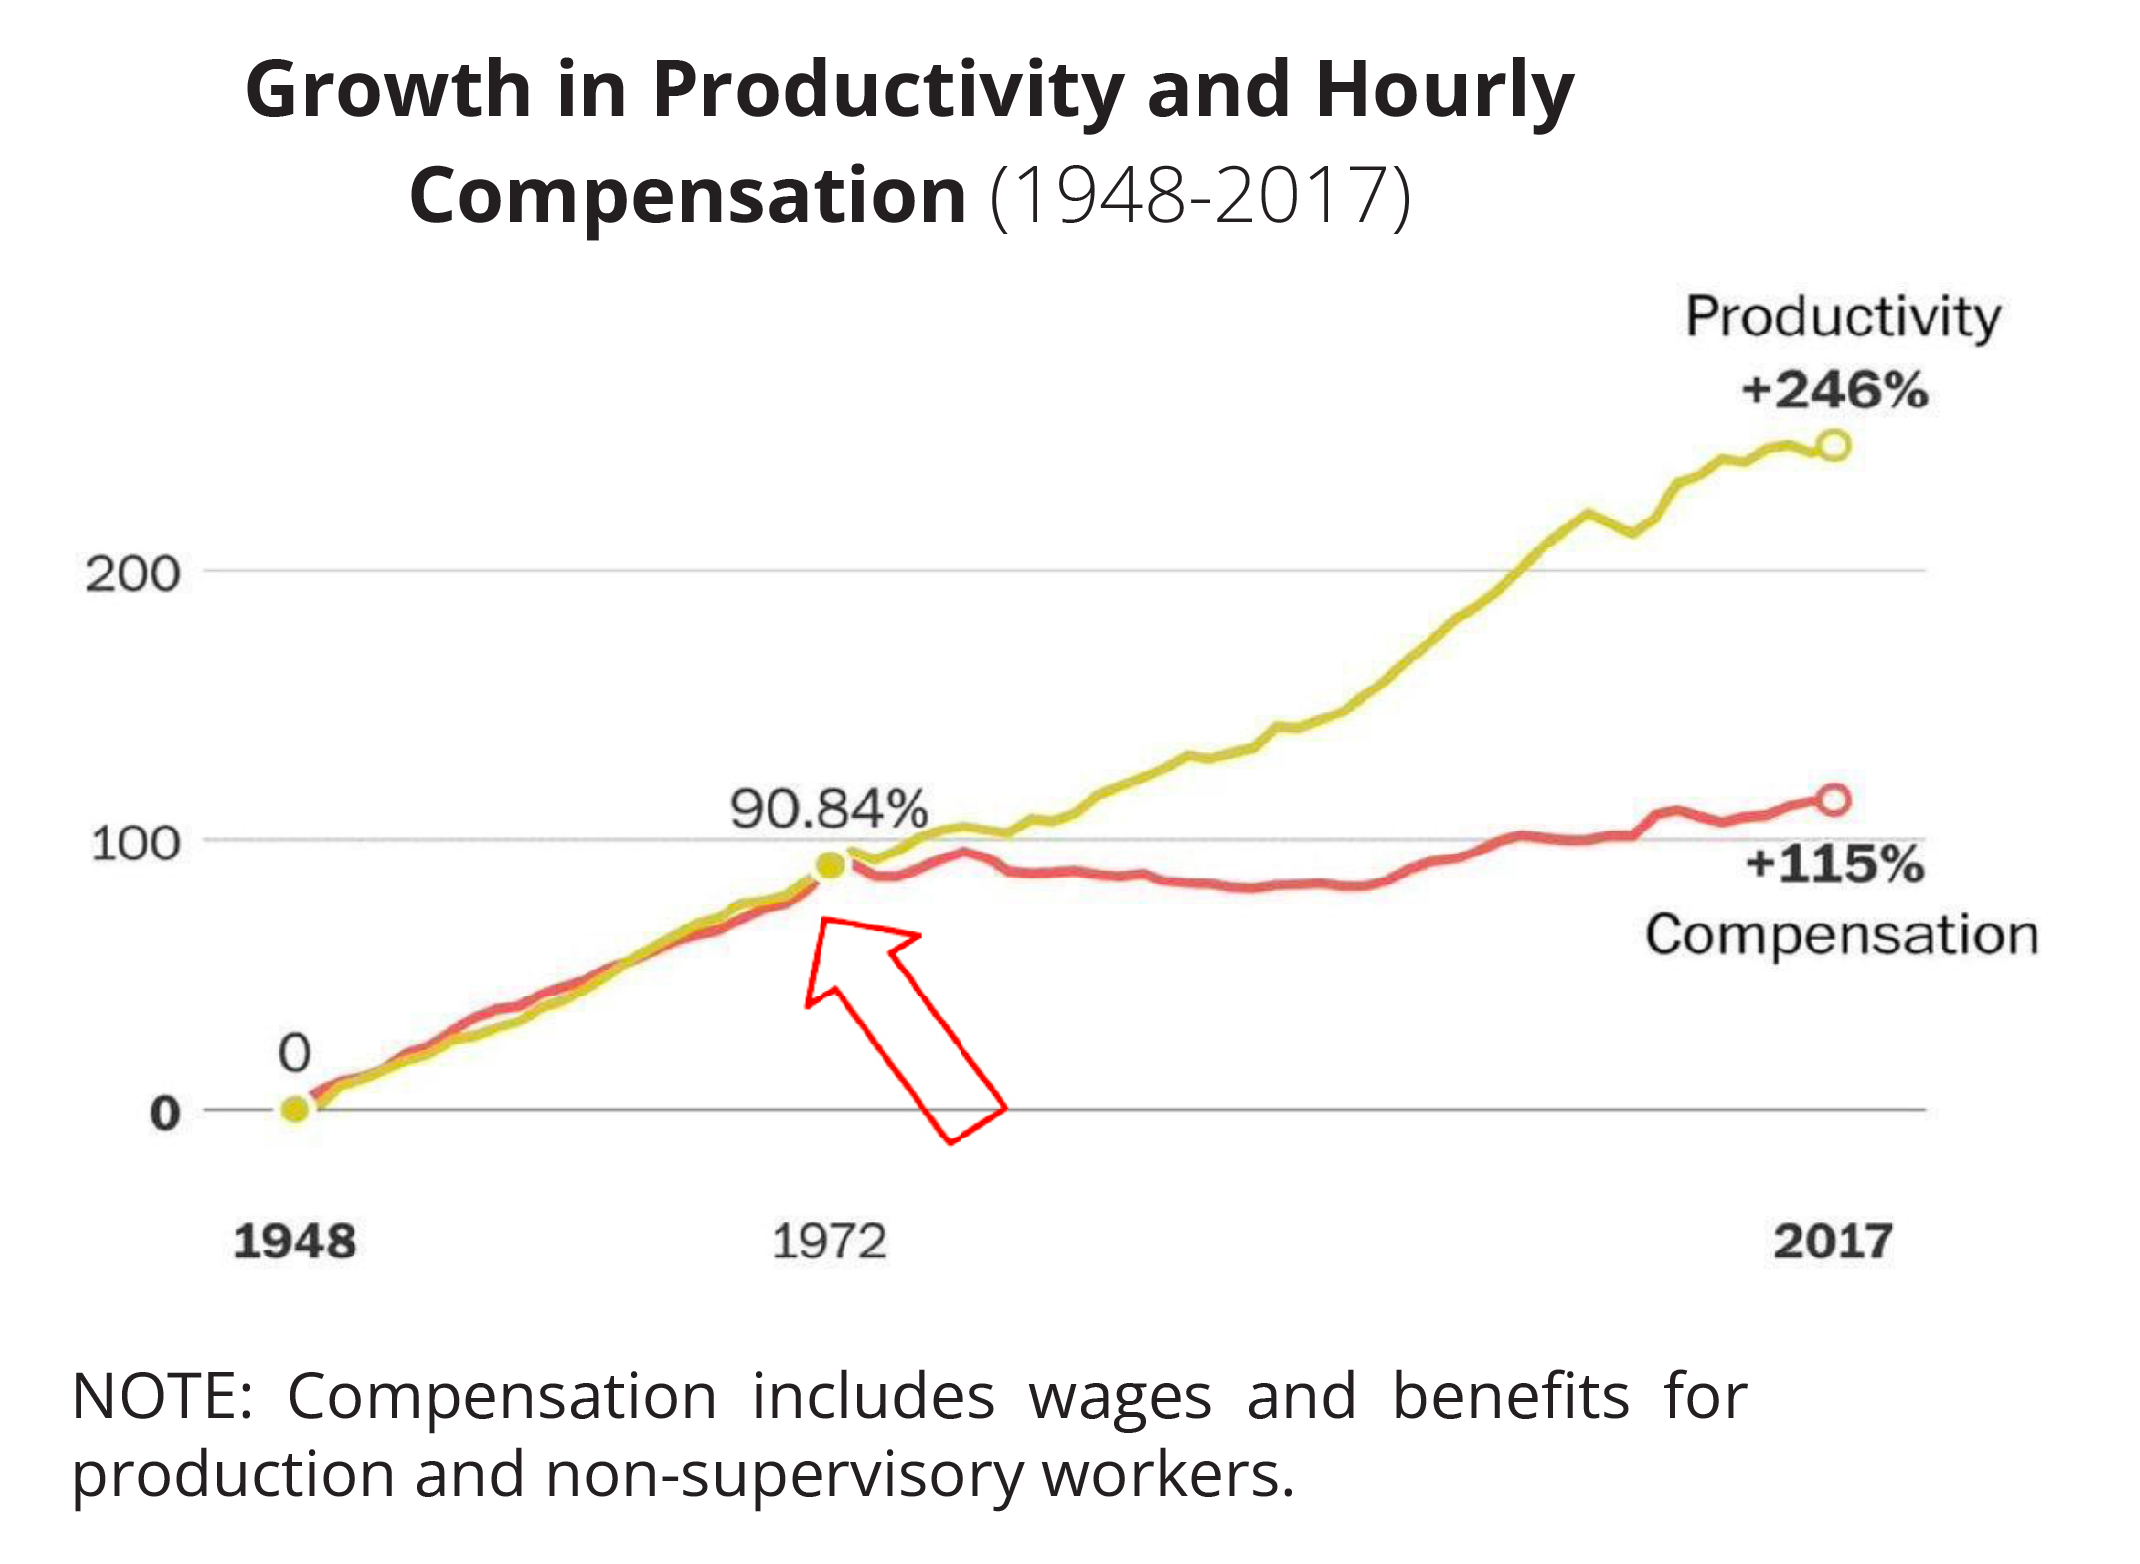 Growth in Productivity and Hourly
Compensation (1948-2017)
Productivity
+246%
200
90.84%
100
+115%
Compensation
0
0
1948
1972
2017
NOTE: Compensation includes wages and benefits for
production and non-supervisory workers.